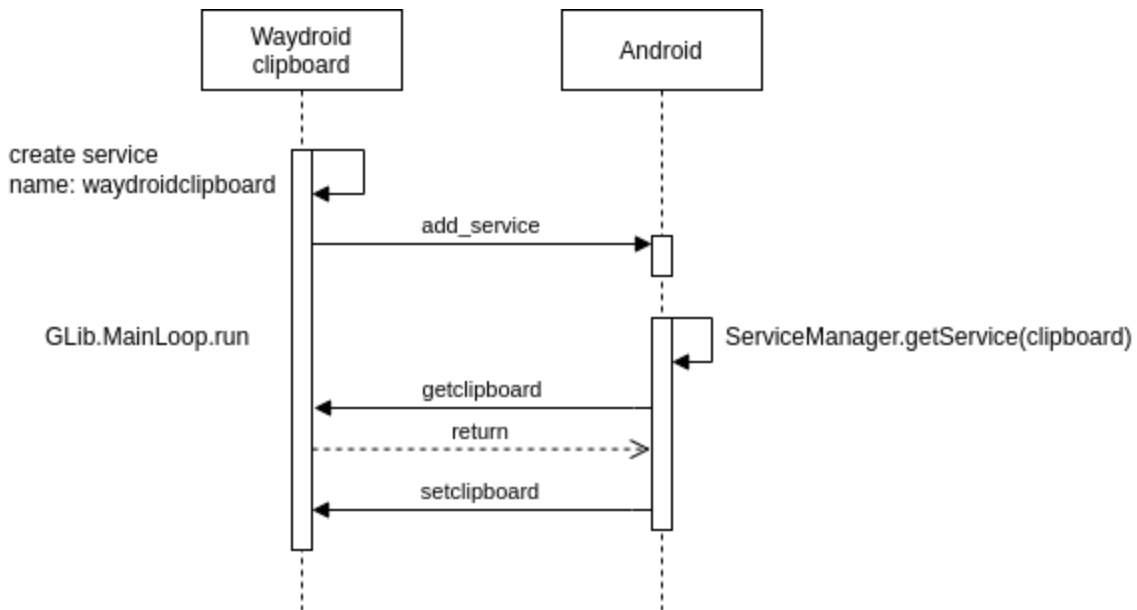 Waydroid
clipboard
Android
create service
name: waydroidclipboard
add_service
GLib.MainLoop.run
ServiceManager.getService(clipboard)
getclipboard
return
setclipboard